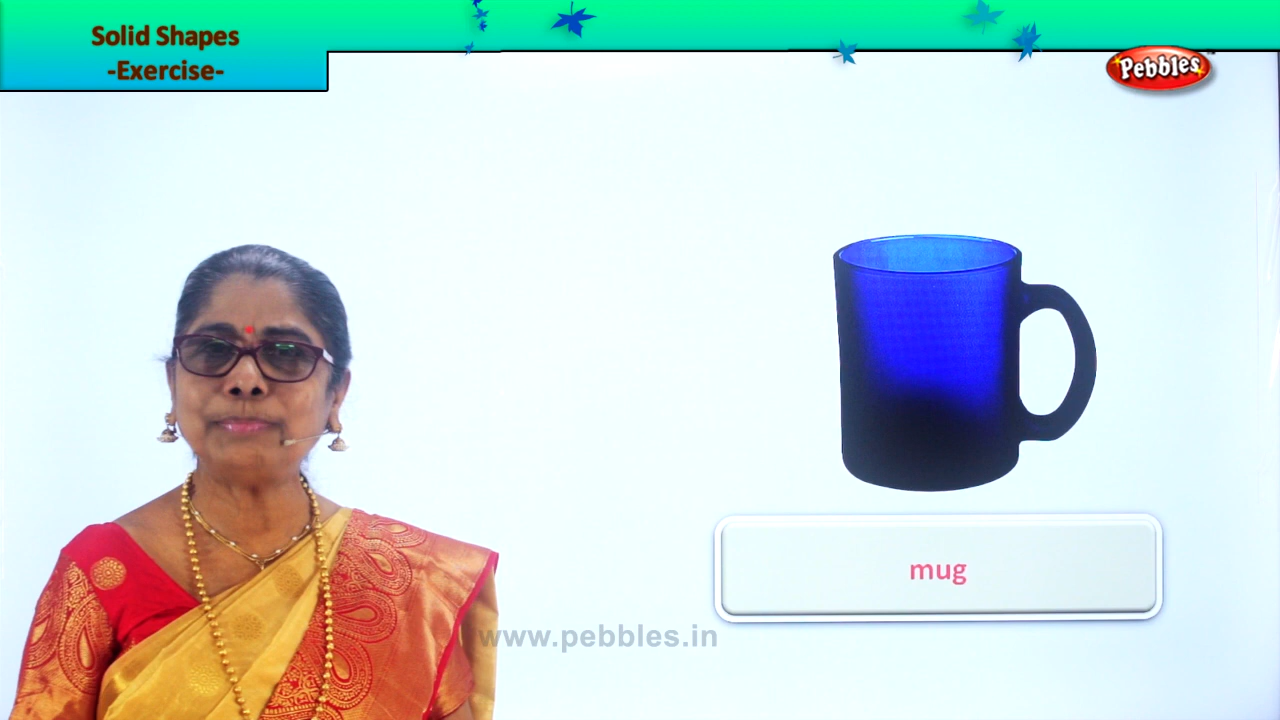 Solid Shapes
-Exercise-
Pebbles
mug
www.pebbles.in